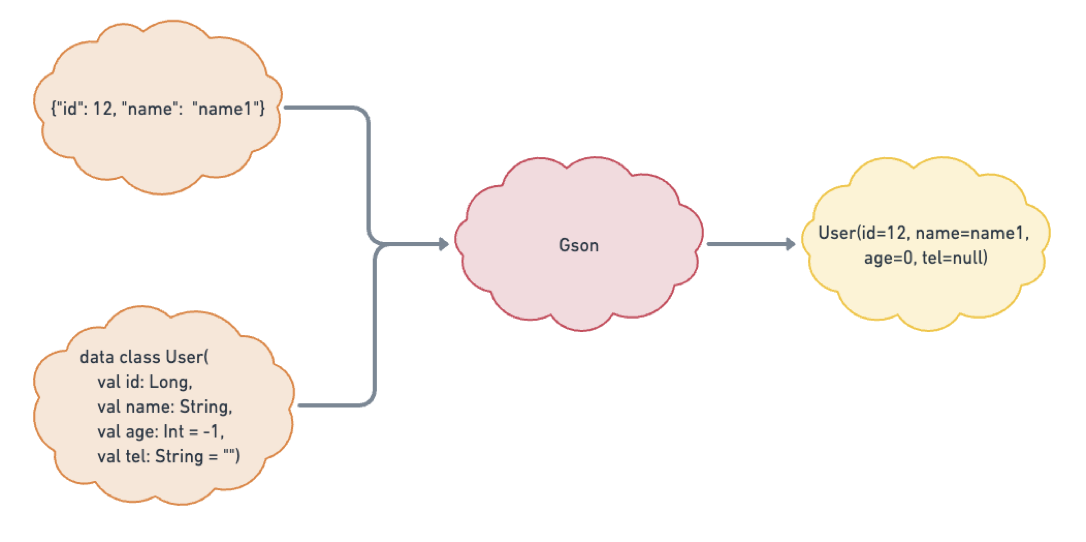 {"id": 12, "name":  "name1"}
data class User(
val id: Long,
val name: String,
val age: Int = -1,
val tel: String = "")
Gson
User(id=12, name=name1,
age=0, tel=null)